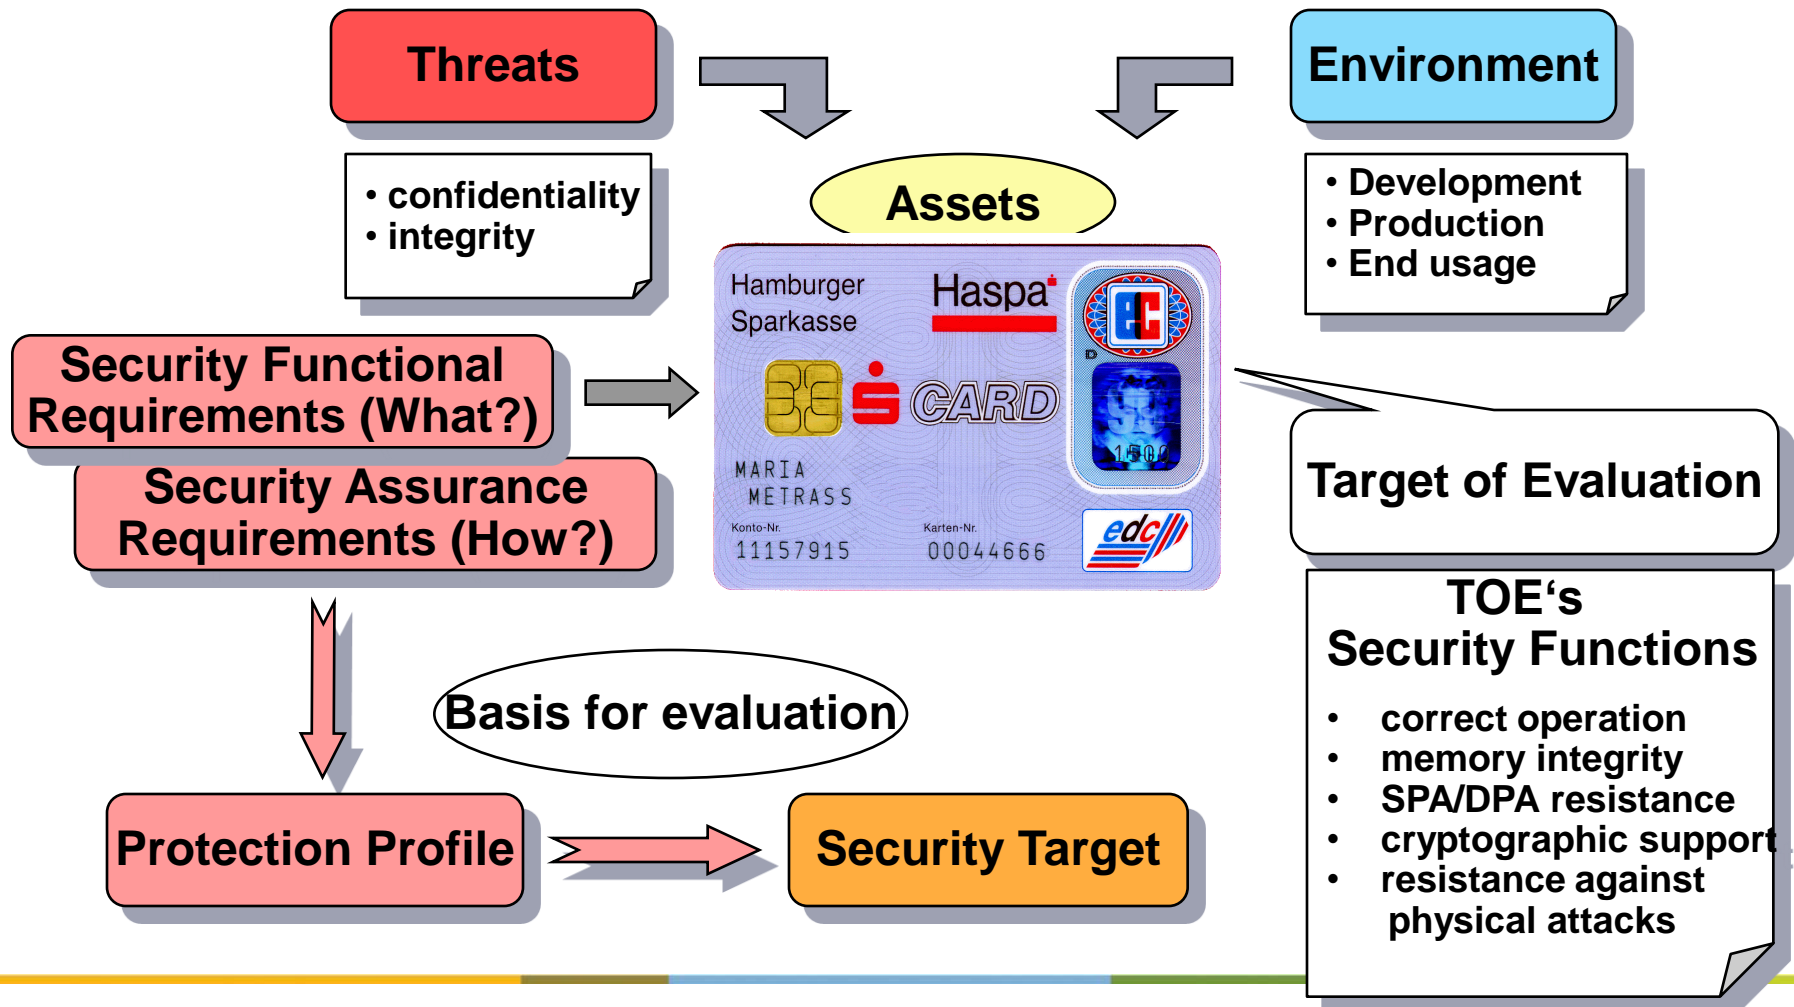 Threats
• confidentiality
• integrity
Environment
• Development
• Production
• End usage
Assets
Hamburger
Sparkasse
Haspa
ec
D
CARD
1500
MARIA
METRASS
Konto-Nr.
11157915
Karten-Nr.
00044666
edc
Security Functional
Requirements (What?)
Security Assurance
Requirements (How?)
Target of Evaluation
TOE‘s
Security Functions
• correct operation
• memory integrity
• SPA/DPA resistance
• cryptographic support
• resistance against
physical attacks
Basis for evaluation
Protection Profile
Security Target